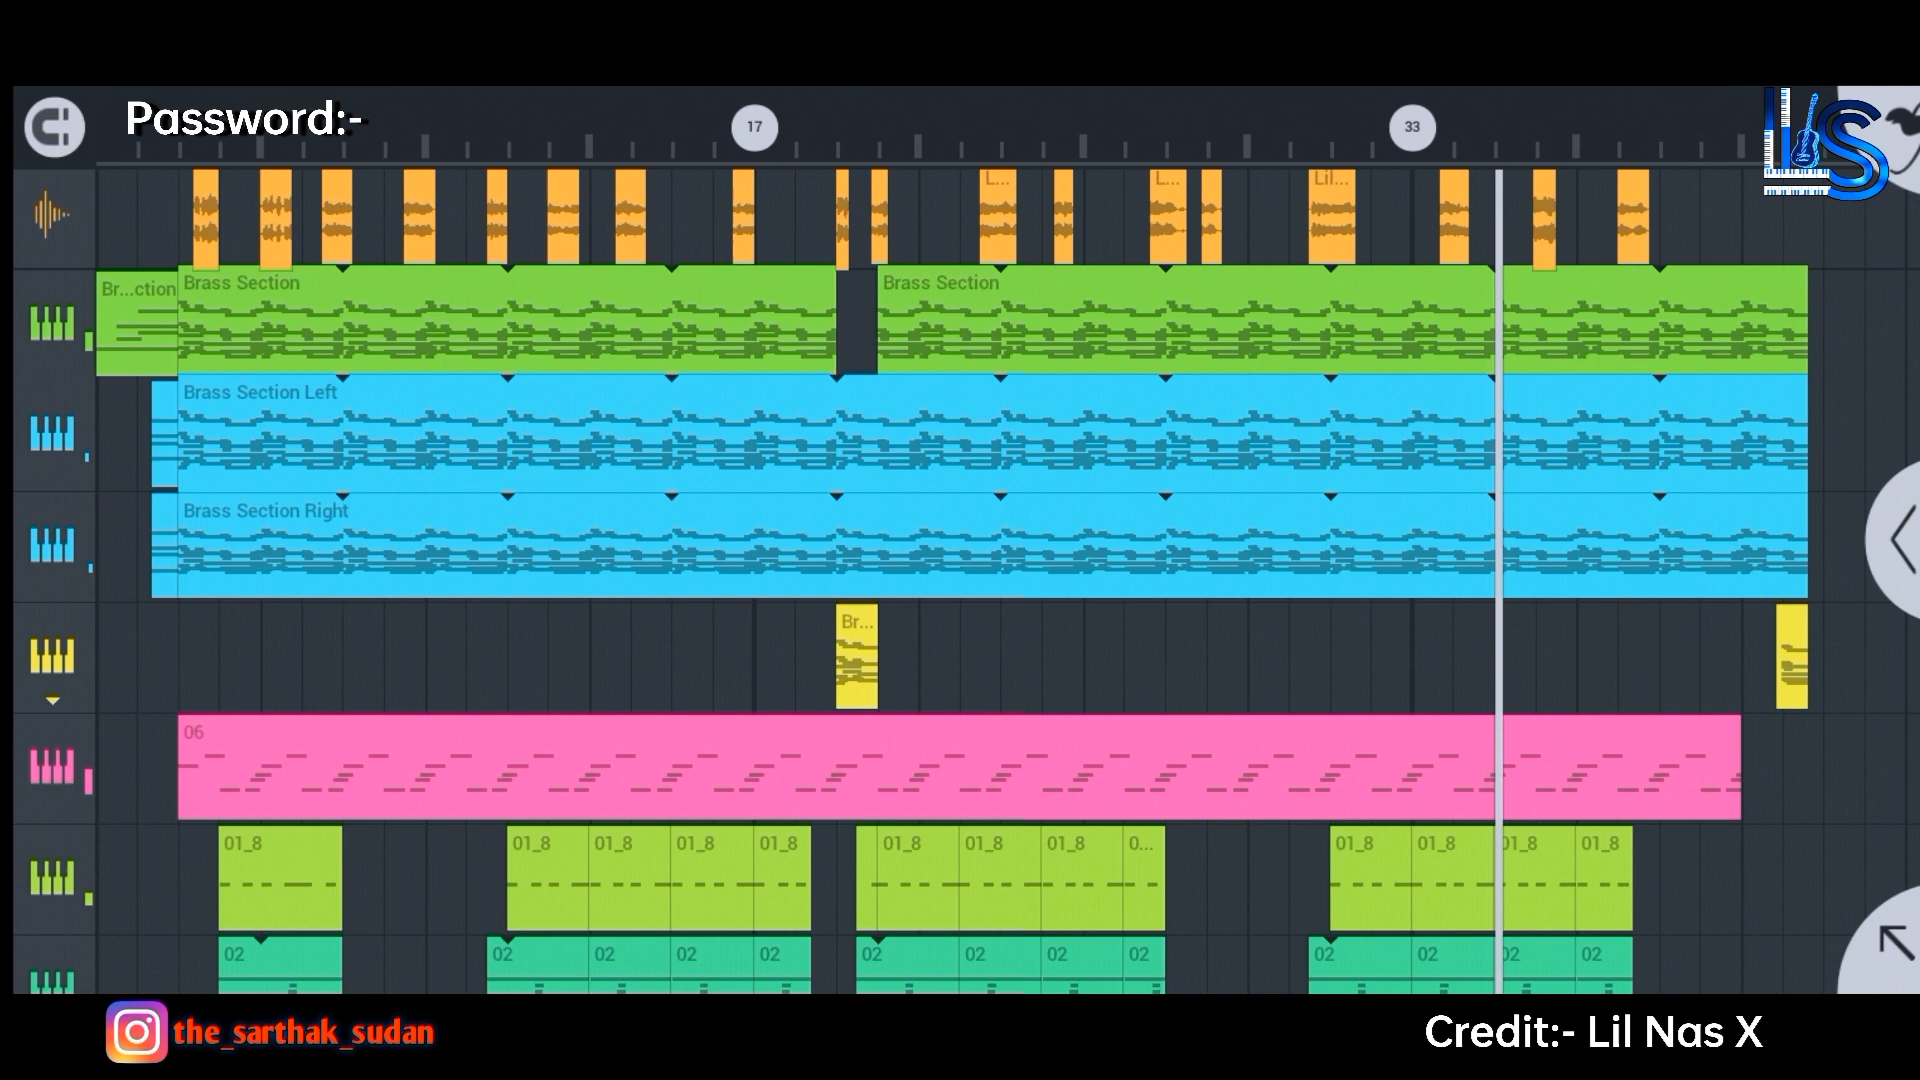 Password:-
17
33
LS
L...
L...
Lil...
Br...ction
Brass Section
Brass Section
Brass Section Left
Brass Section Right
Br...
06
01_8
01_8
01_8
01_8
01_8
01_8
01_8
01_8
0...
01_8
01_8
01_8
01_8
02
02
02
02
02
02
02
02
02
02
02
02
02
the_sarthak_sudan
Credit:- Lil Nas X